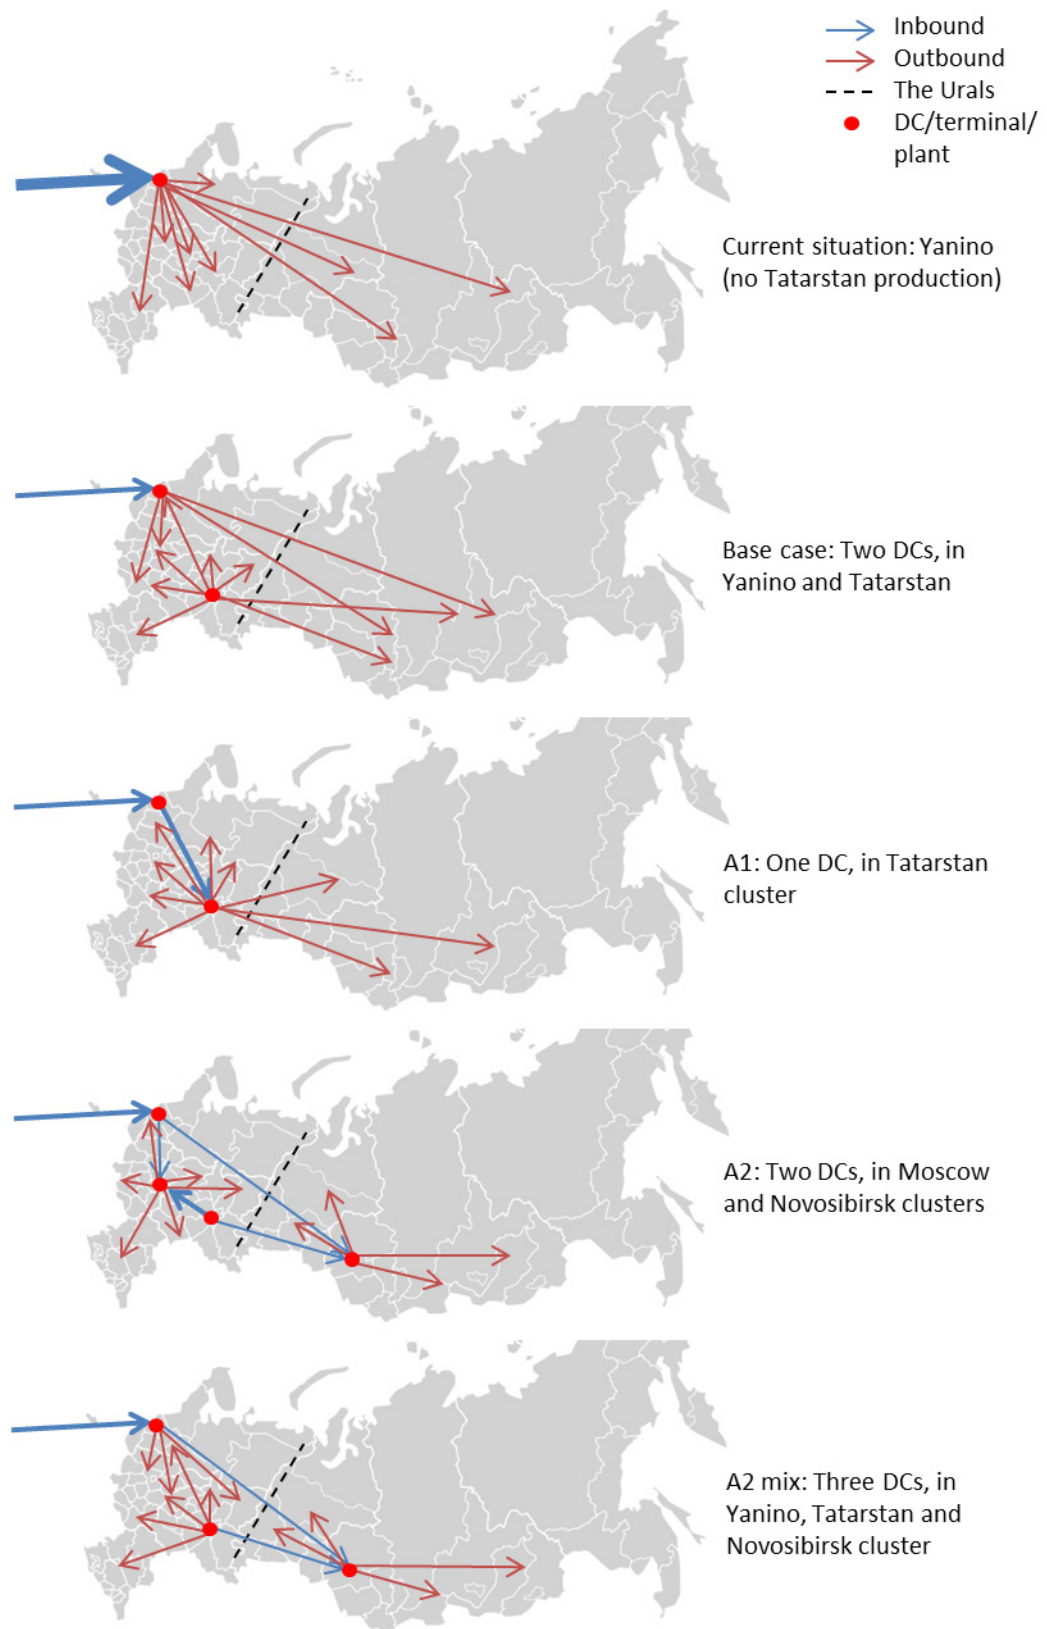 Inbound
Outbound
The Urals
DC/terminal/
plant
Current situation: Yanino
(no Tatarstan production)
Base case: Two DCs, in
Yanino and Tatarstan
A1: One DC, in Tatarstan
cluster
A2: Two DCs, in Moscow
and Novosibirsk clusters
A2 mix: Three DCs, in
Yanino, Tatarstan and
Novosibirsk cluster